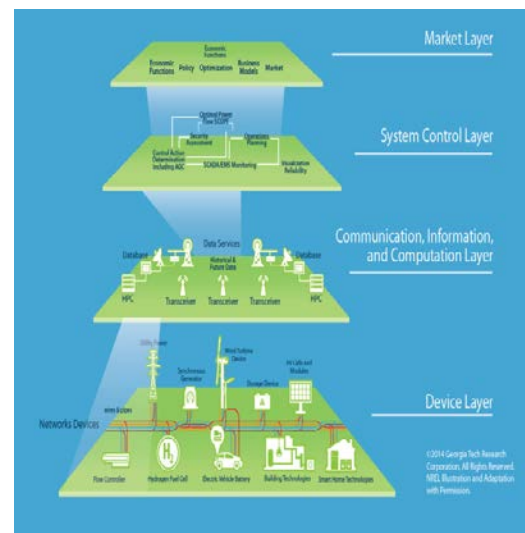 Market Layer
Economic
Functions
Economic
Functions
Policy
Optimization
Business
Models
Market
System Control Layer
Optimal Power
Flow SCOPF
Security
Assessment
Operations
Planning
Control Action
Determination
Including AGC
SCADA/EMS Monitoring
Visualization
Reliability
Communication, Information,
and Computation Layer
Data Services
Database
Historical &
Future Data
Database
HPC
Transceiver
Transceiver
Transceiver
HPC
Device Layer
Utility Power
Wind Turbine
Device
Synchronous
Generator
Storage Device
PV Cells and
Modules
wires & pipes
Networks Devices
H2
Flow Controller
Hydrogen Fuel Cell
Electric Vehicle Battery
Building Technologies
Smart Home Technologies
©2014 Georgia Tech Research
Corporation. All Rights Reserved.
NREL Illustration and Adaptation
with Permission.